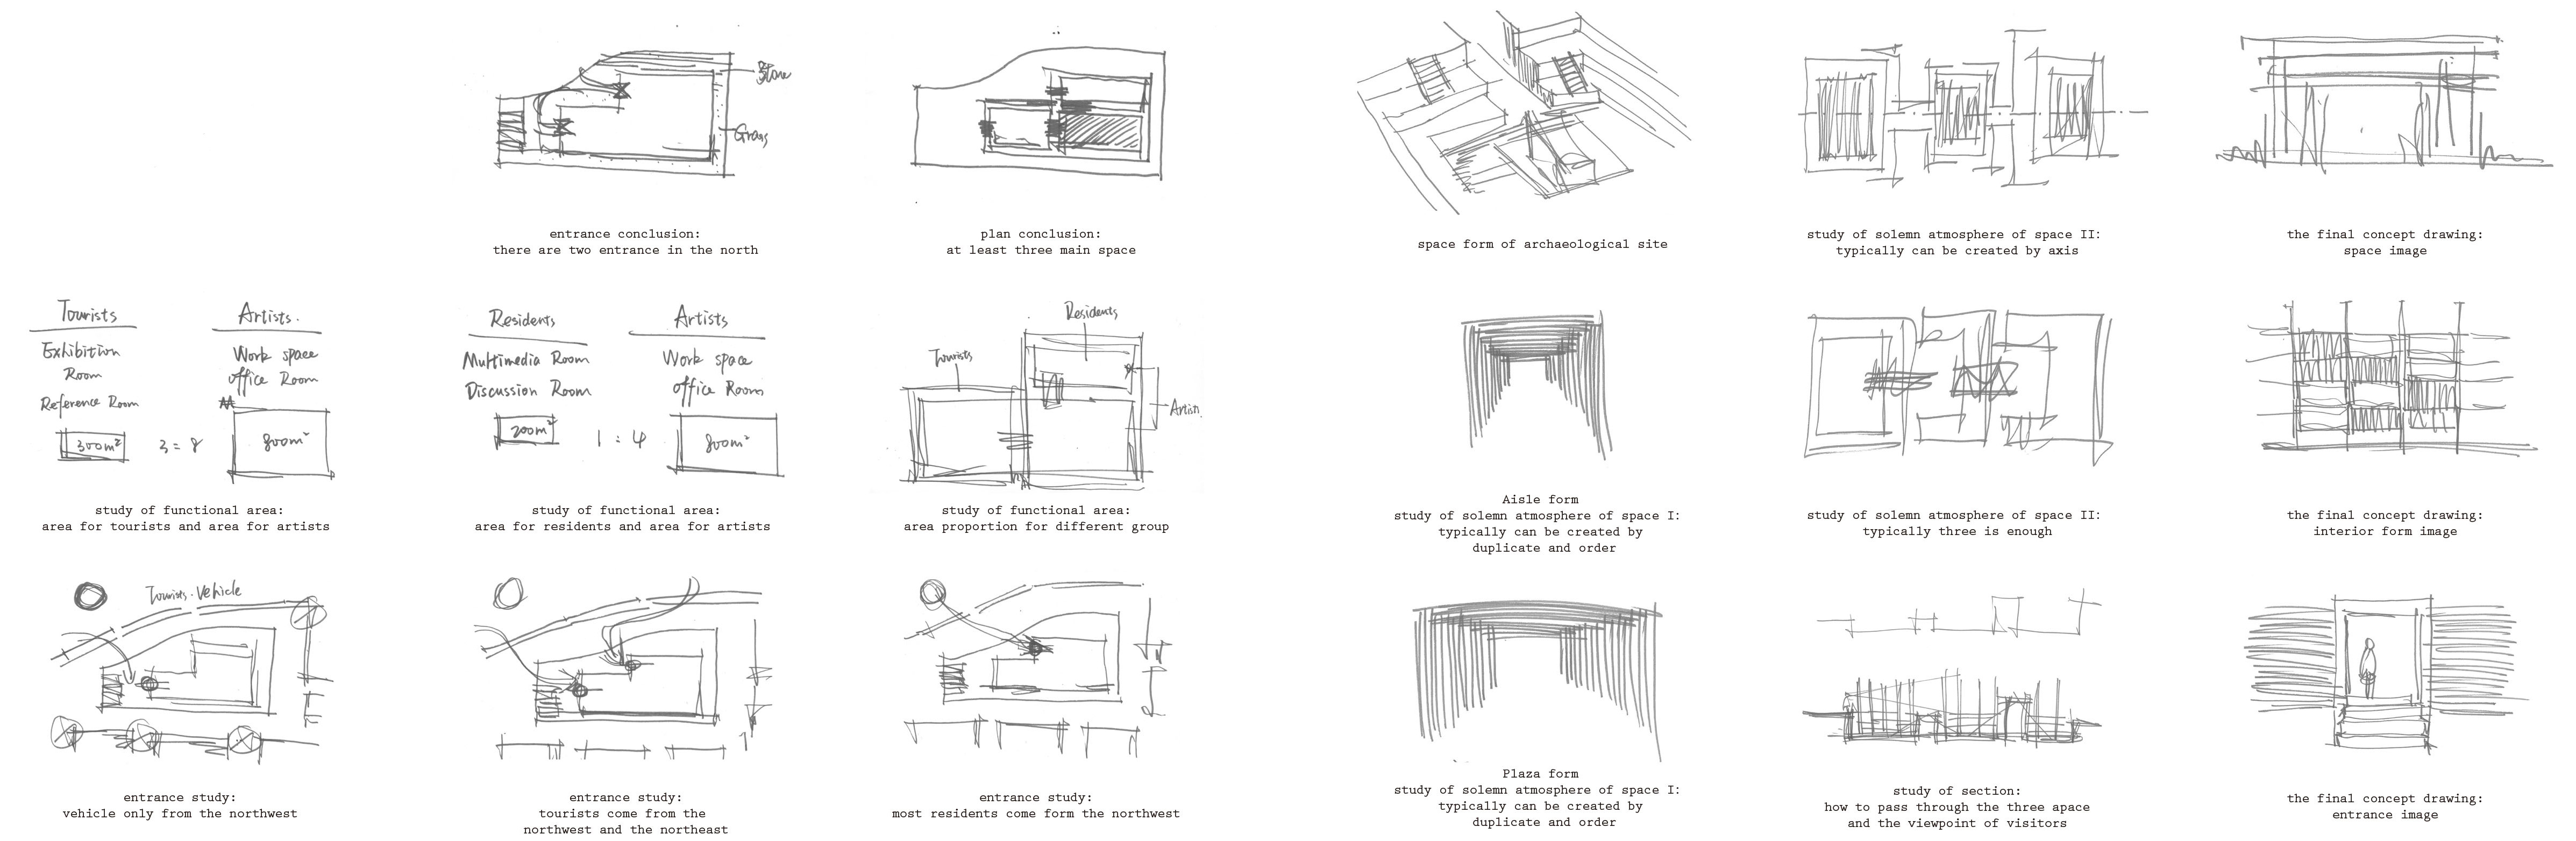 Stone
Grass
entrance conclusion:
there are two entrance in the north
plan conclusion:
at least three main space
space form of archaeological site
study of solemn atmosphere of space II:
typically can be created by axis
the final concept drawing:
space image
Tourists
Exhibition
Room
Reference Room
300m²
3=8
Artists.
Work space
office Room
800m²
study of functional area:
area for tourists and area for artists
Residents
Multimedia Room
Discussion Room
200m²
1:4
Artists
Work space
office Room
800m²
study of functional area:
area for residents and area for artists
Residents
Tourists
Artists
study of functional area:
area proportion for different group
Aisle form
study of solemn atmosphere of space I:
typically can be created by
duplicate and order
study of solemn atmosphere of space II:
typically three is enough
the final concept drawing:
interior form image
Tourists. Vehicle
entrance study:
vehicle only from the northwest
entrance study:
tourists come from the
northwest and the northeast
entrance study:
most residents come form the northwest
Plaza form
study of solemn atmosphere of space I:
typically can be created by
duplicate and order
study of section:
how to pass through the three apace
and the viewpoint of visitors
the final concept drawing:
entrance image